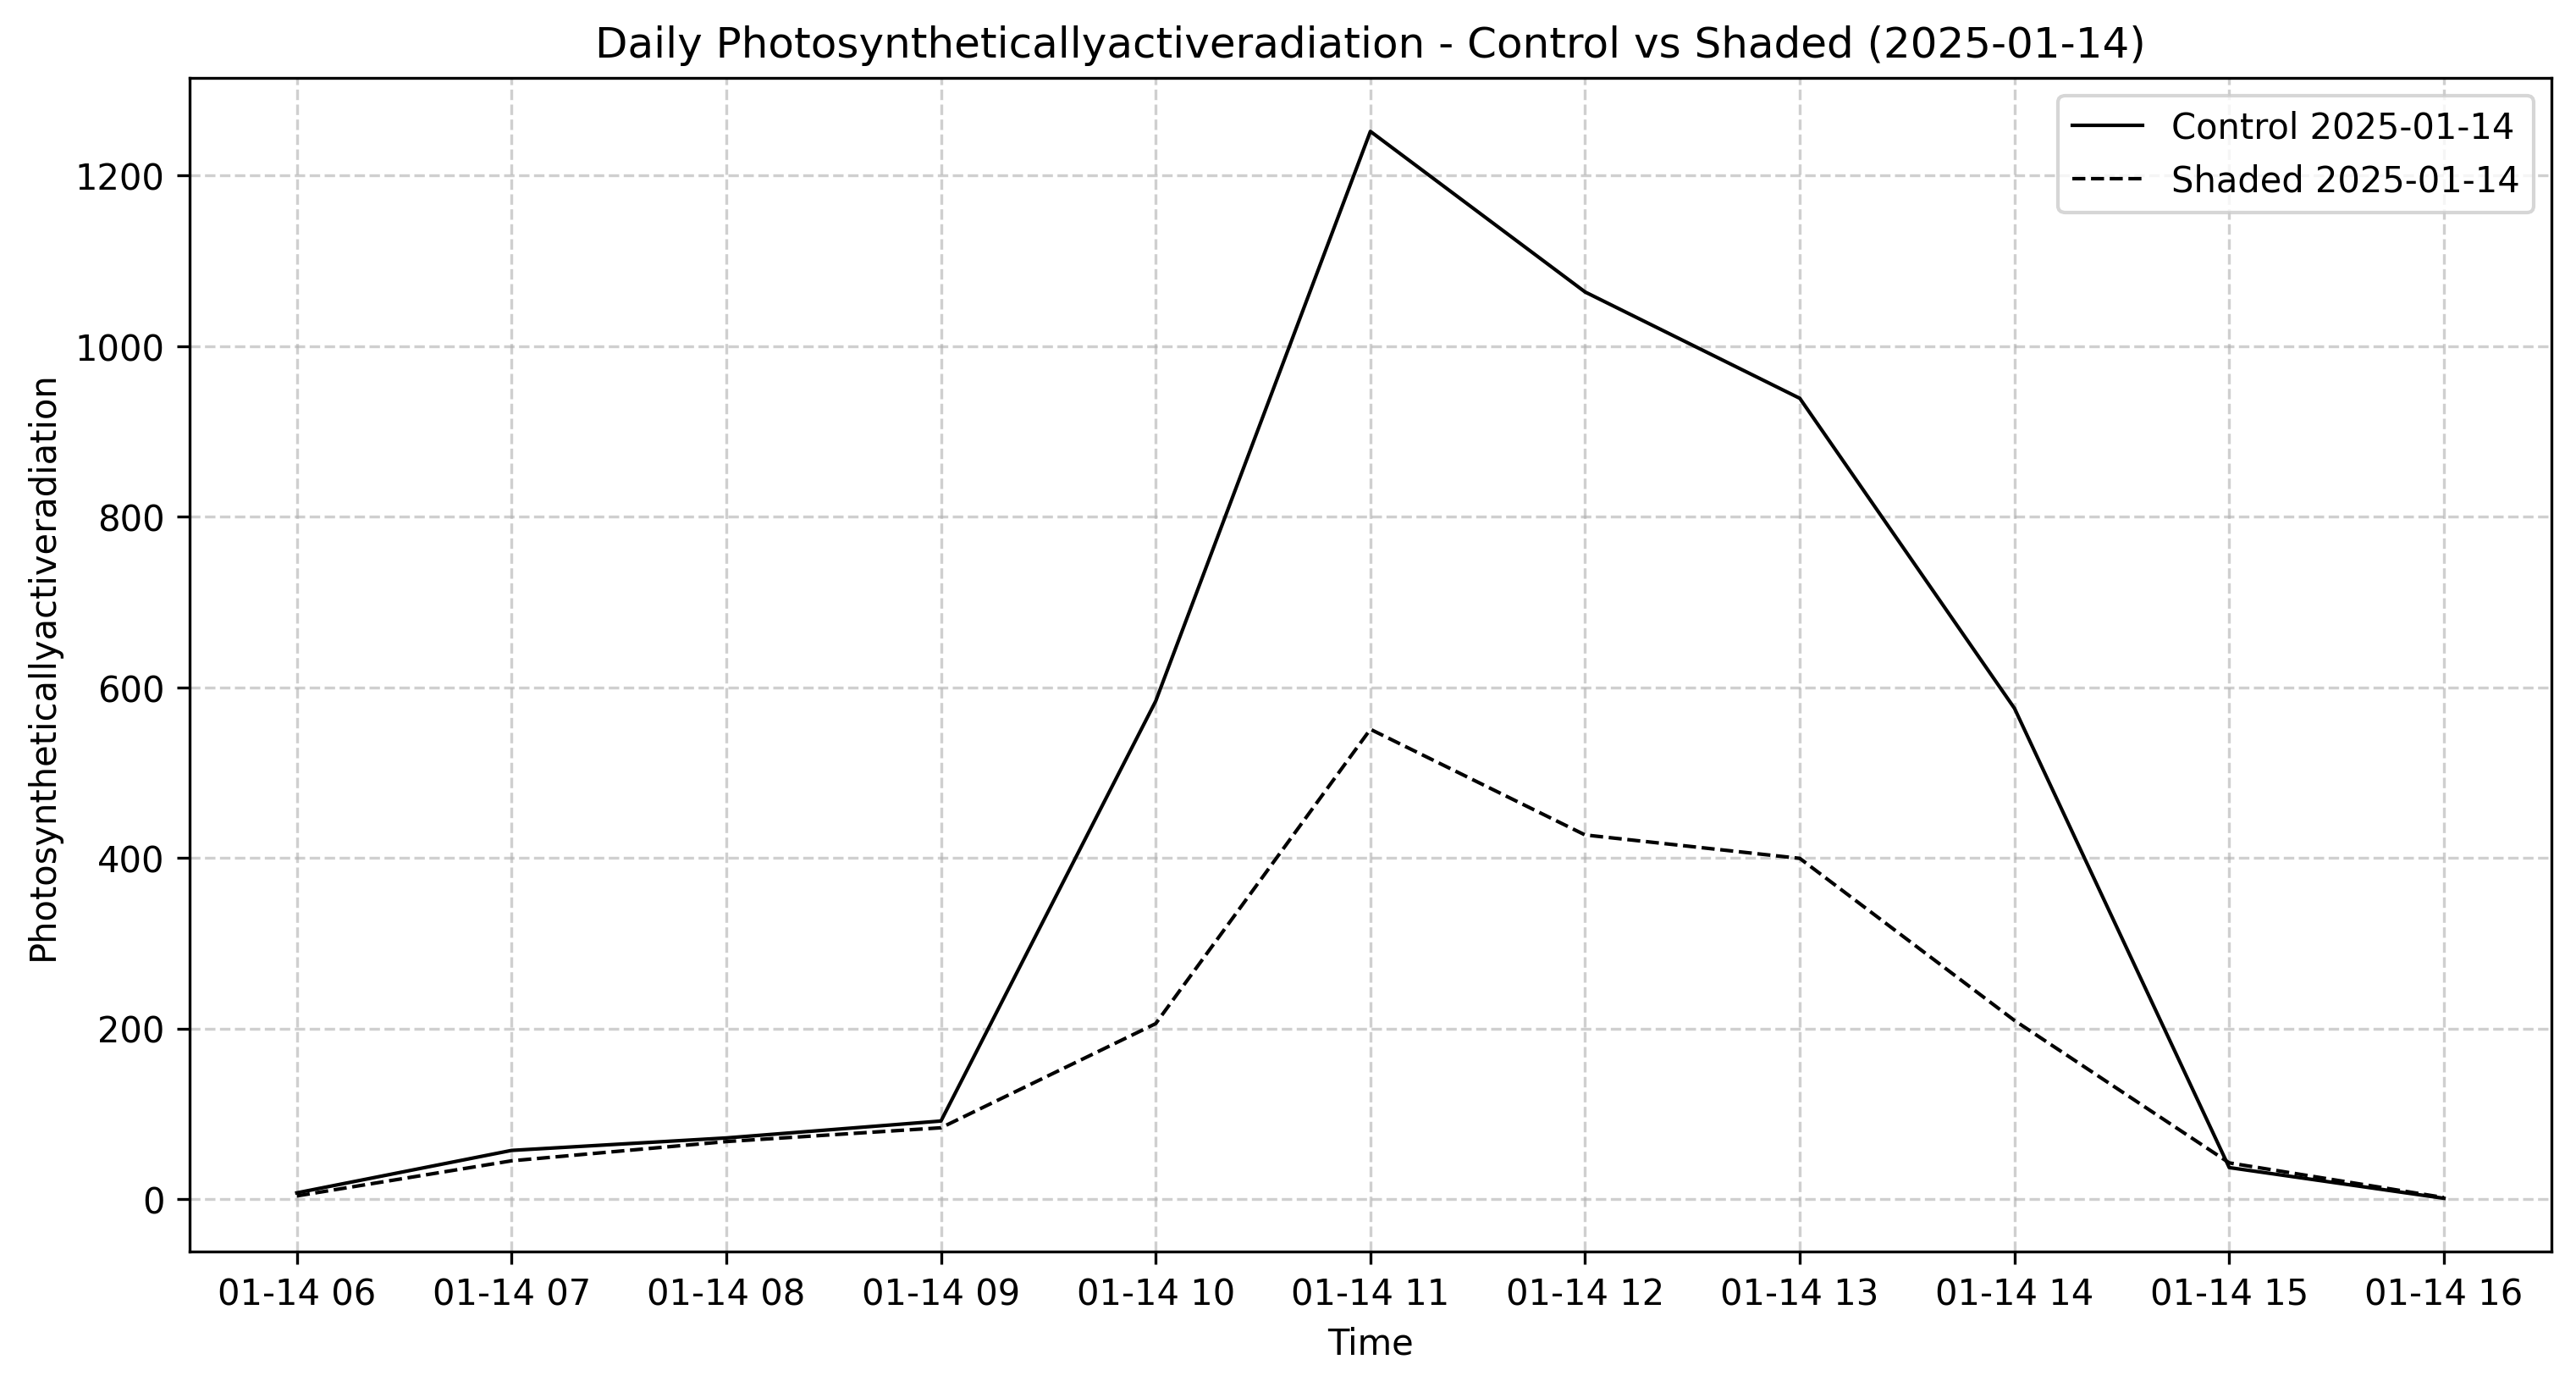 Daily Photosyntheticallyactiveradiation - Control vs Shaded (2025-01-14)
Control 2025-01-14
Shaded 2025-01-14
Photosyntheticallyactiveradiation
1200
1000
800
600
400
200
0
01-14 06 01-14 07 01-14 08 01-14 09 01-14 10 01-14 11 01-14 12 01-14 13 01-14 14 01-14 15 01-14 16
Time